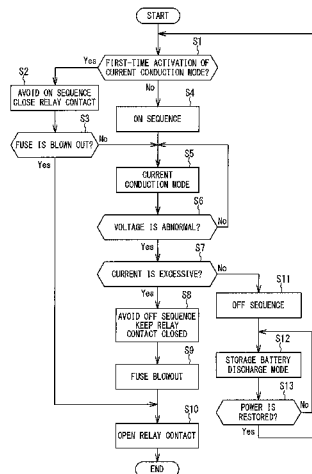 START
S1
Yes
FIRST-TIME ACTIVATION OF
CURRENT CONDUCTION MODE?
S2
No
S4
AVOID ON SEQUENCE
CLOSE RELAY CONTACT
ON SEQUENCE
S3
FUSE IS BLOWN OUT?
No
S5
Yes
CURRENT
CONDUCTION MODE
S6
VOLTAGE IS ABNORMAL?
No
Yes
S7
CURRENT IS EXCESSIVE?
No
S11
Yes
S8
AVOID OFF SEQUENCE
KEEP RELAY
CONTACT CLOSED
OFF SEQUENCE
S12
S9
STORAGE BATTERY
DISCHARGE MODE
FUSE BLOWOUT
S13
S10
POWER IS
RESTORED?
No
OPEN RELAY CONTACT
Yes
END